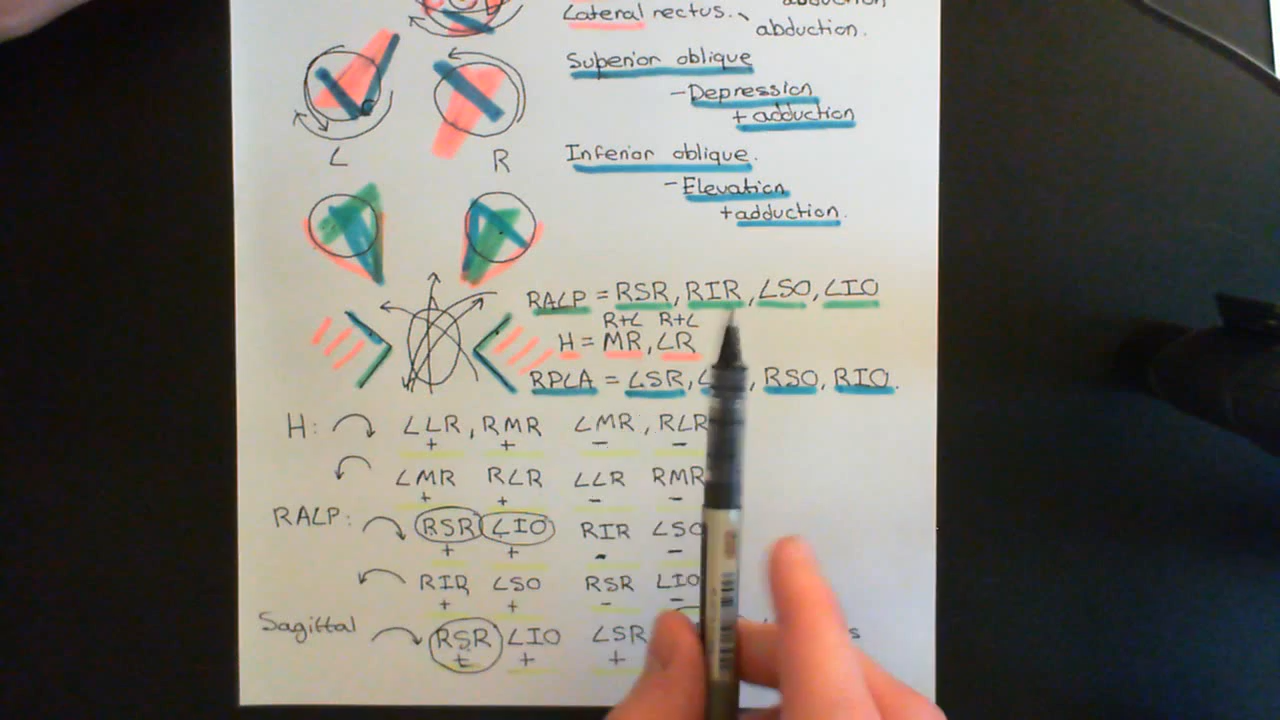 Lateral rectus.
abduction.
Superior oblique
- Depression
+ adduction
L R
Inferior oblique.
- Elevation
+ adduction.
RALP = RSR, RIR, LSO, LIO
R+L R+L
H = MR, LR
RPLA = LSR, RSO, RIO.
H: LLR, RMR LMR, RLR
+ + - -
LMR RLR LLR RMR
+ + - -
RALP: RSR LIO RIR LSO
+ + - -
RIR LSO RSR LIO
+ + - -
Sagittal RSR LIO LSR
+ + +